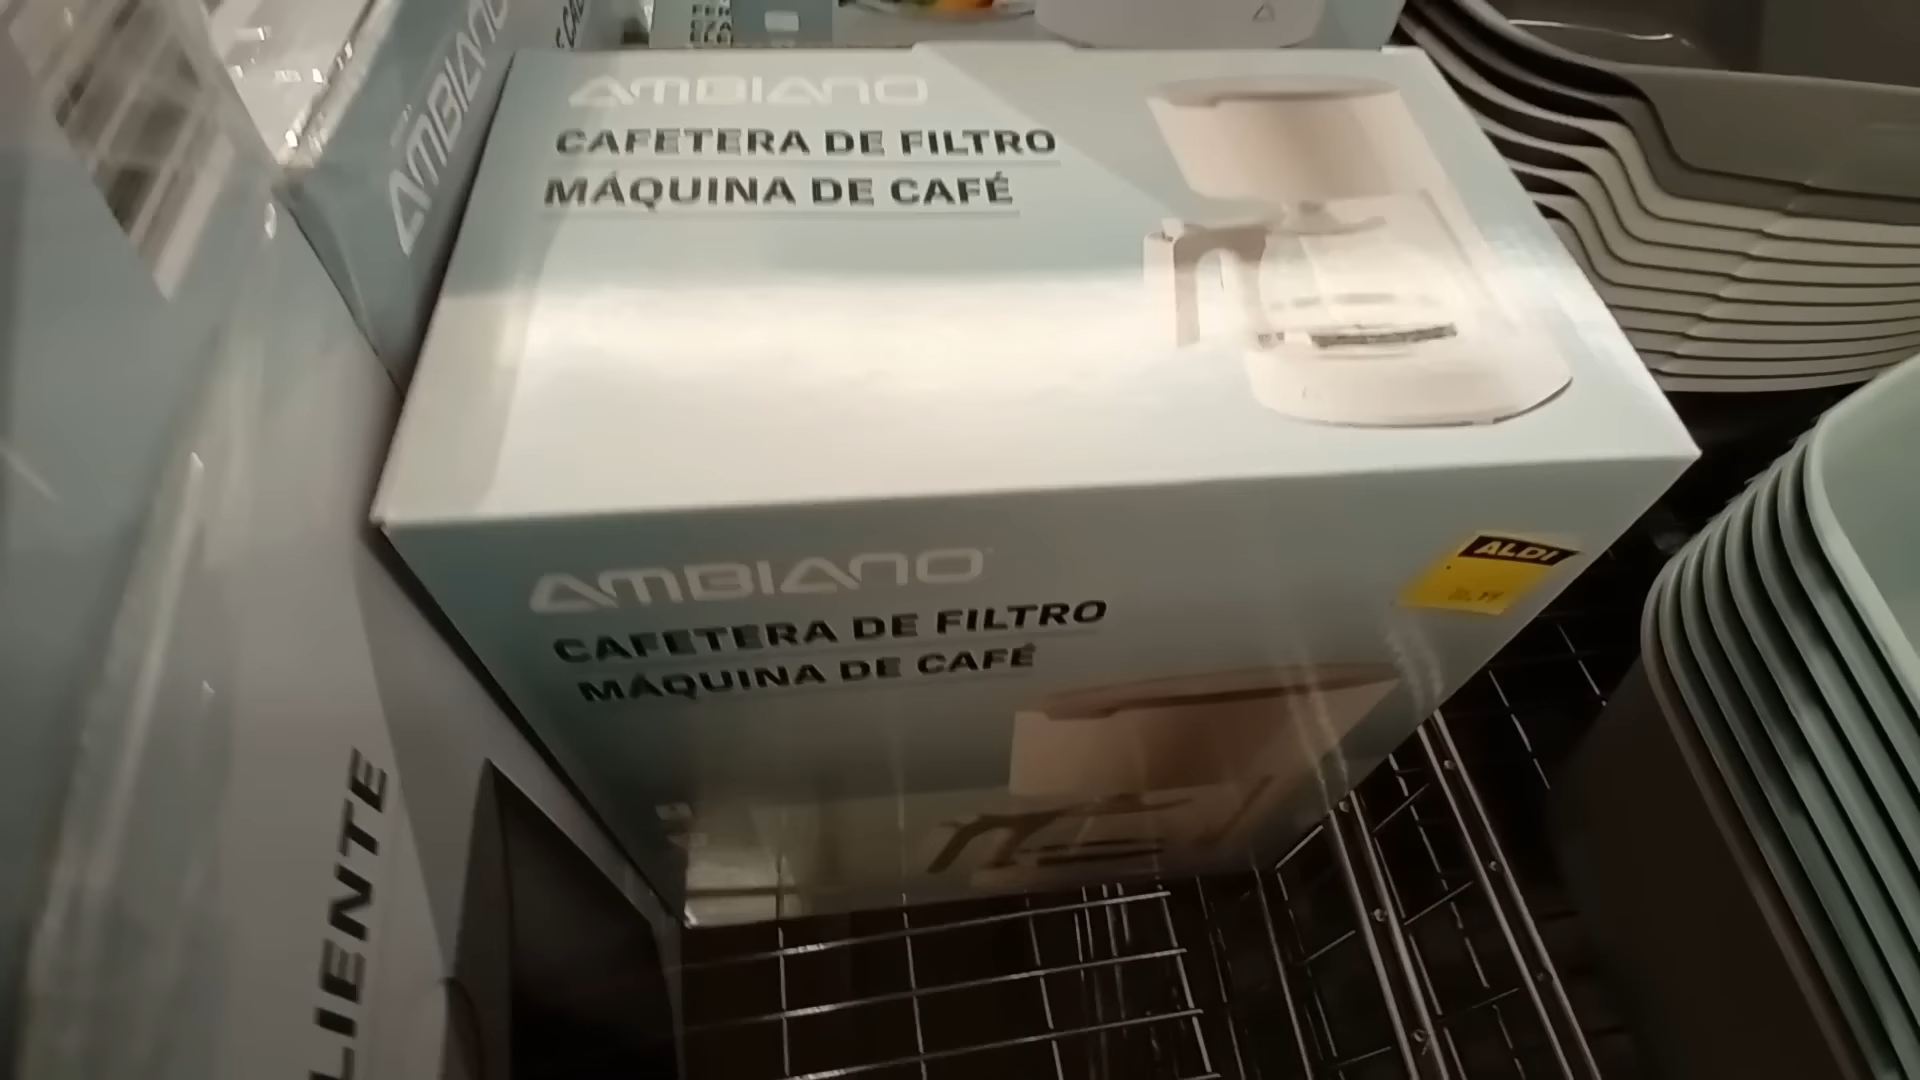 AMBIANO
AMBIANO
CAFETERA DE FILTRO
MÁQUINA DE CAFÉ
AMBIANO
CAFETERA DE FILTRO
MÁQUINA DE CAFÉ
ALDI
LIENTE